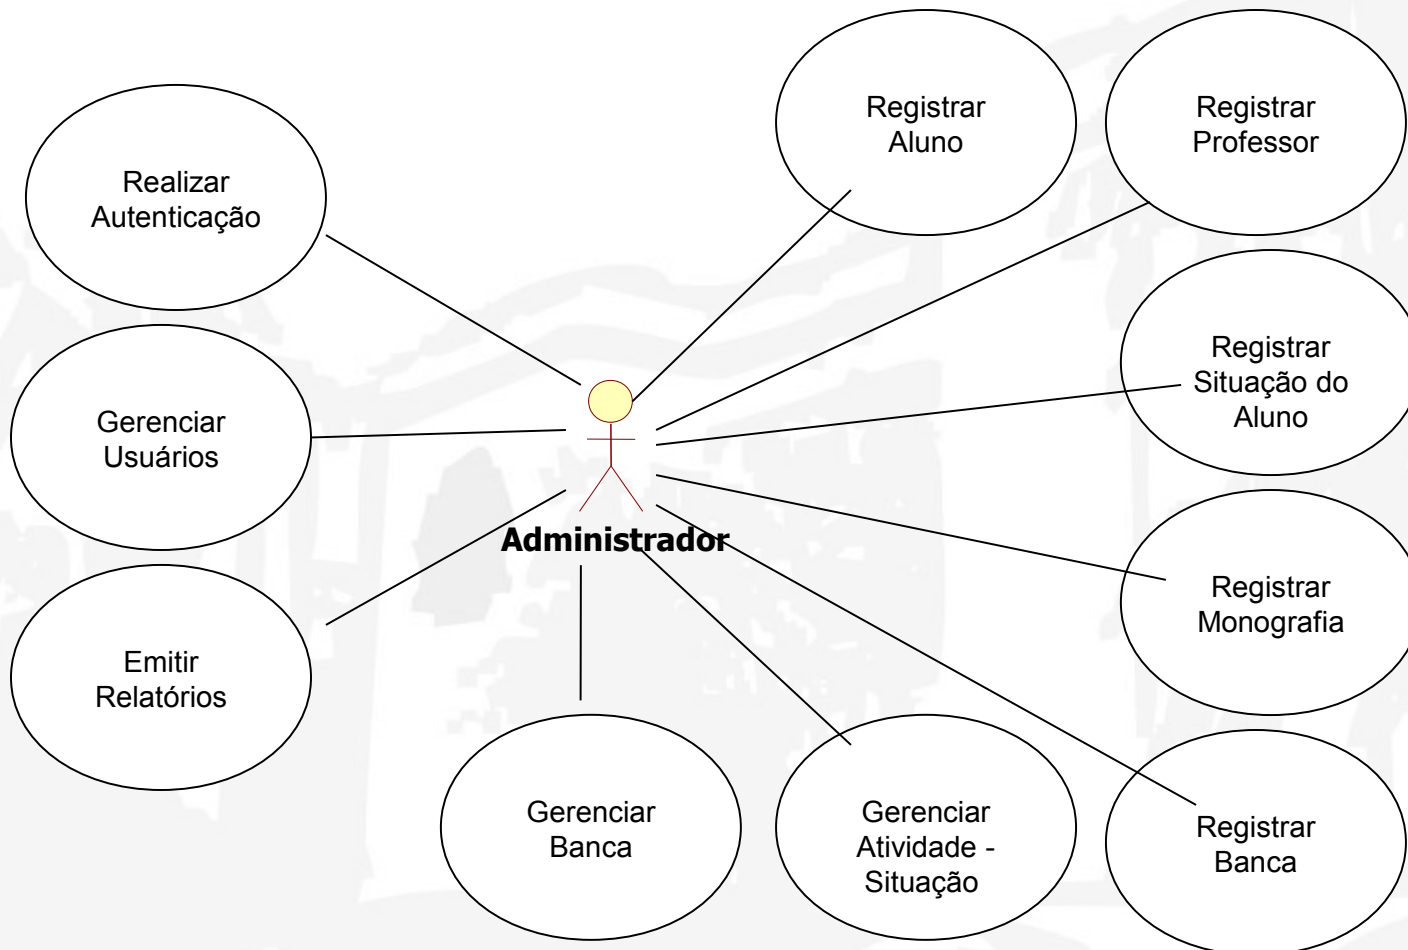 Registrar
Aluno
Registrar
Professor
Realizar
Autenticação
Registrar
Situação do
Aluno
Gerenciar
Usuários
Administrador
Registrar
Monografia
Emitir
Relatórios
Gerenciar
Banca
Gerenciar
Atividade -
Situação
Registrar
Banca